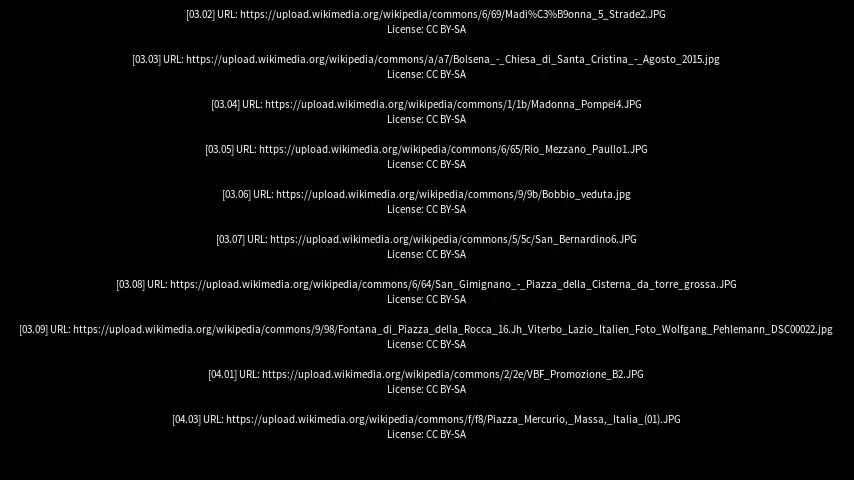 [03.02] URL: https://upload.wikimedia.org/wikipedia/commons/6/69/Madi%C3%B9onna_5_Strade2.JPG
License: CC BY-SA
[03.03] URL: https://upload.wikimedia.org/wikipedia/commons/a/a7/Bolsena_-_Chiesa_di_Santa_Cristina_-_Agosto_2015.jpg
License: CC BY-SA
[03.04] URL: https://upload.wikimedia.org/wikipedia/commons/1/1b/Madonna_Pompei4.JPG
License: CC BY-SA
[03.05] URL: https://upload.wikimedia.org/wikipedia/commons/6/65/Rio_Mezzano_Paullo1.JPG
License: CC BY-SA
[03.06] URL: https://upload.wikimedia.org/wikipedia/commons/9/9b/Bobbio_veduta.jpg
License: CC BY-SA
[03.07] URL: https://upload.wikimedia.org/wikipedia/commons/5/5c/San_Bernardino6.JPG
License: CC BY-SA
[03.08] URL: https://upload.wikimedia.org/wikipedia/commons/6/64/San_Gimignano_-_Piazza_della_Cisterna_da_torre_grossa.JPG
License: CC BY-SA
[03.09] URL: https://upload.wikimedia.org/wikipedia/commons/9/98/Fontana_di_Piazza_della_Rocca_16.Jh_Viterbo_Lazio_Italien_Foto_Wolfgang_Pehlemann_DSC00022.jpg
License: CC BY-SA
[04.01] URL: https://upload.wikimedia.org/wikipedia/commons/2/2e/VBF_Promozione_B2.JPG
License: CC BY-SA
[04.03] URL: https://upload.wikimedia.org/wikipedia/commons/f/f8/Piazza_Mercurio,_Massa,_Italia_(01).JPG
License: CC BY-SA